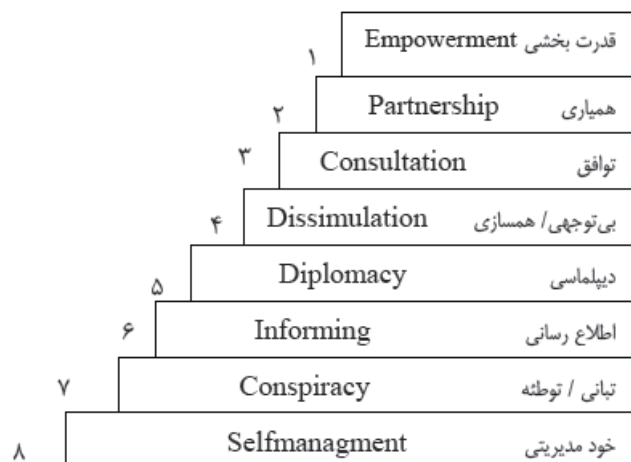 ۱ Empowerment قدرت بخشی
۲ Partnership همیاری
۳ Consultation توافق
۴ Dissimulation بی‌توجهی/ همسازی
۵ Diplomacy دیپلماسی
۶ Informing اطلاع رسانی
۷ Conspiracy تبانی / توطئه
۸ Selfmanagment خود مدیریتی